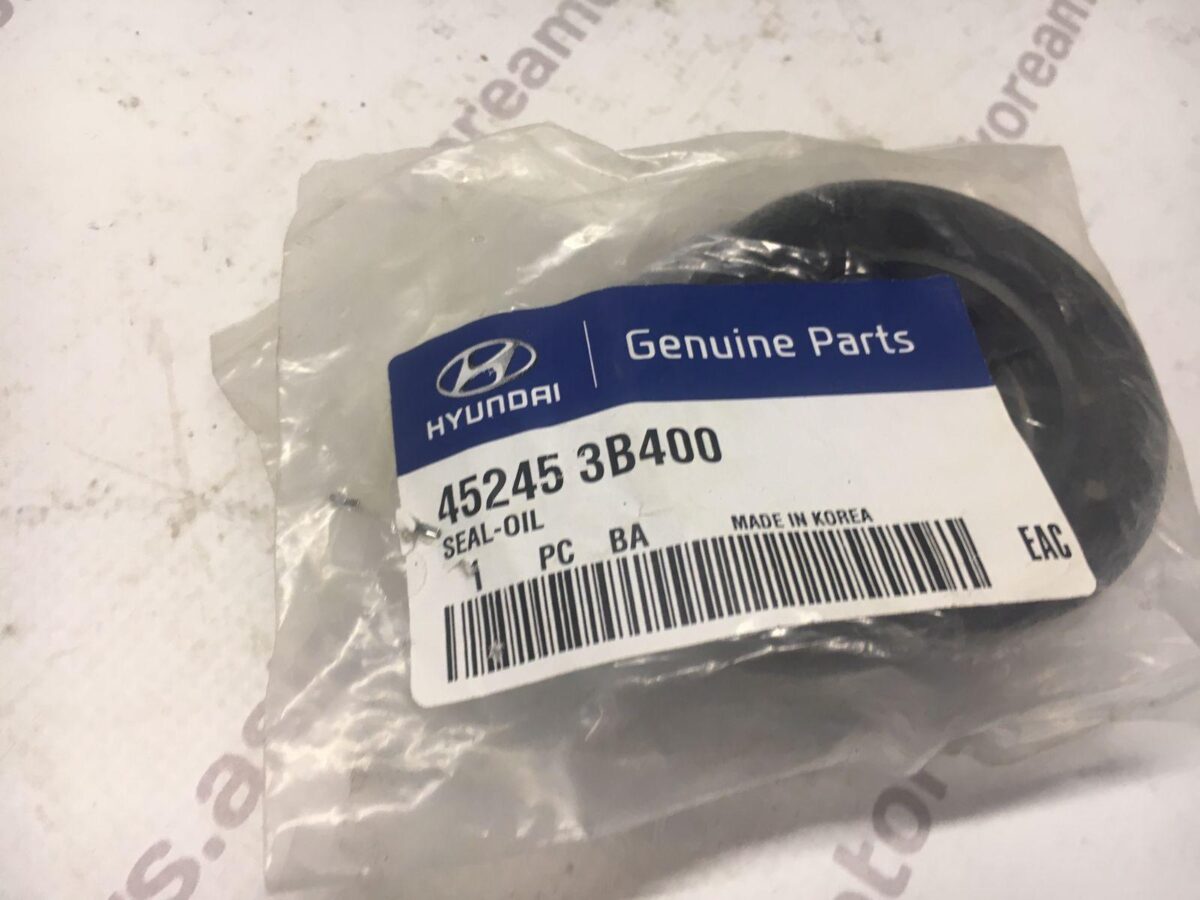 HYUNDAI
Genuine Parts
45245 3B400
SEAL-OIL
1 PC BA MADE IN KOREA
EAC